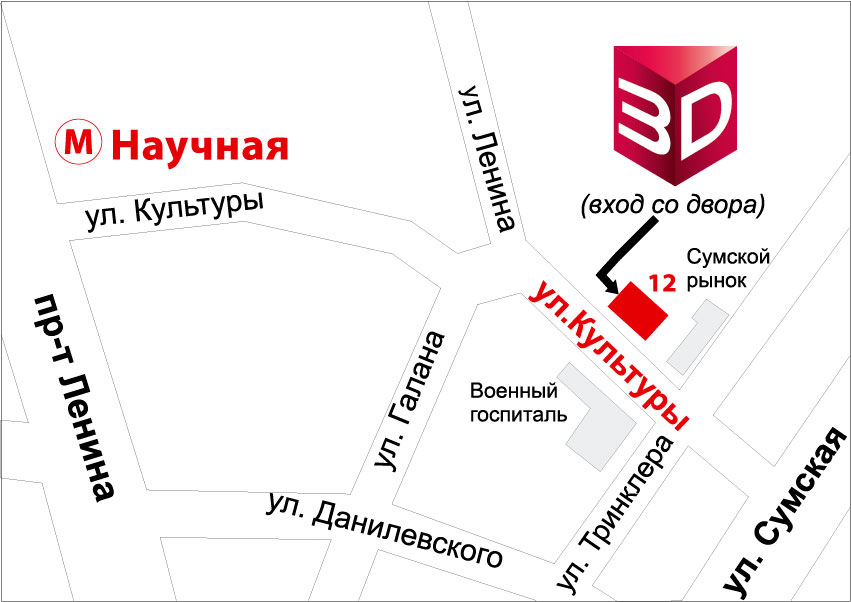 3D
ул. Ленина
М Научная
(вход со двора)
ул. Культуры
Сумской
рынок
12
ул.Культуры
пр-т Ленина
ул. Галана
Военный
госпиталь
ул. Тринклера
ул. Сумская
ул. Данилевского